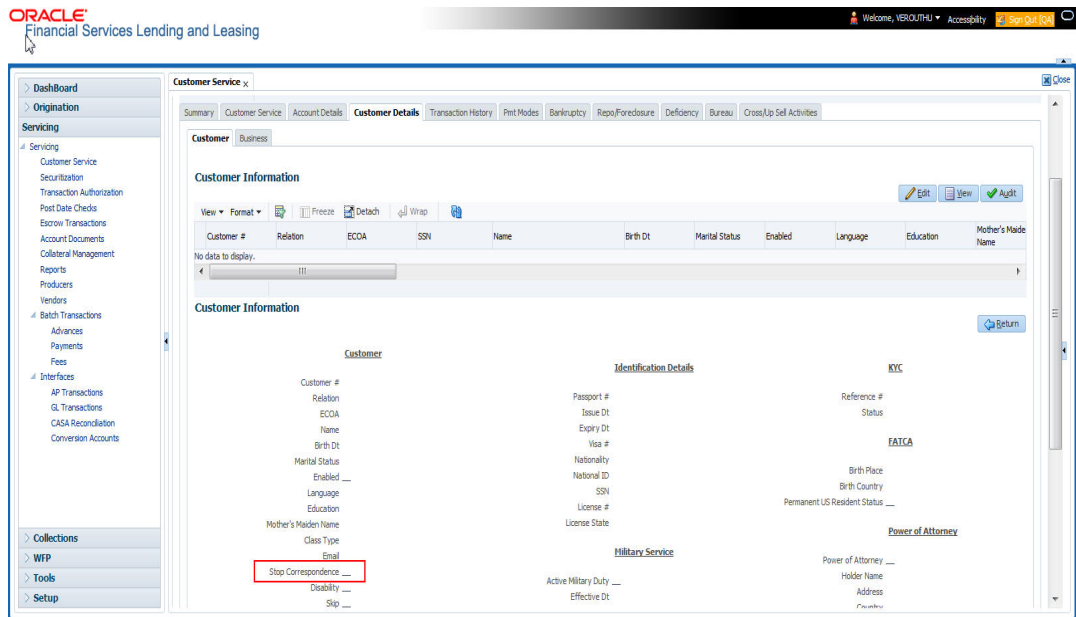 ORACLE'
Financial Services Lending and Leasing
Welcome, VEROUTHU Accessibility Sign Out [QA]
Customer Service x
Close
DashBoard
Origination
Servicing
Servicing
Customer Service
Securitization
Transaction Authorization
Post Date Checks
Escrow Transactions
Account Documents
Collateral Management
Reports
Producers
Vendors
Batch Transactions
Advances
Payments
Fees
Interfaces
AP Transactions
GL Transactions
CASA Reconciliation
Conversion Accounts
Collections
WFP
Tools
Setup
Summary Customer Service Account Details Customer Details Transaction History Pmt Modes Bankruptcy Repo/Foreclosure Deficiency Bureau Cross/Up Sell Activities
Customer Business
Customer Information
Edit View Audit
View Format Freeze Detach Wrap
Customer # Relation ECOA SSN Name Birth Dt Marital Status Enabled Language Education Mother's Maide
Name
No data to display.
Customer Information
Return
Customer
Customer #
Relation
ECOA
Name
Birth Dt
Marital Status
Enabled
Language
Education
Mother's Maiden Name
Class Type
Email
Stop Correspondence
Disability
Skip
Identification Details
Passport #
Issue Dt
Expiry Dt
Visa #
Nationality
National ID
SSN
License #
License State
Military Service
Active Military Duty
Effective Dt
KYC
Reference #
Status
FATCA
Birth Place
Birth Country
Permanent US Resident Status
Power of Attorney
Power of Attorney
Holder Name
Address
Country